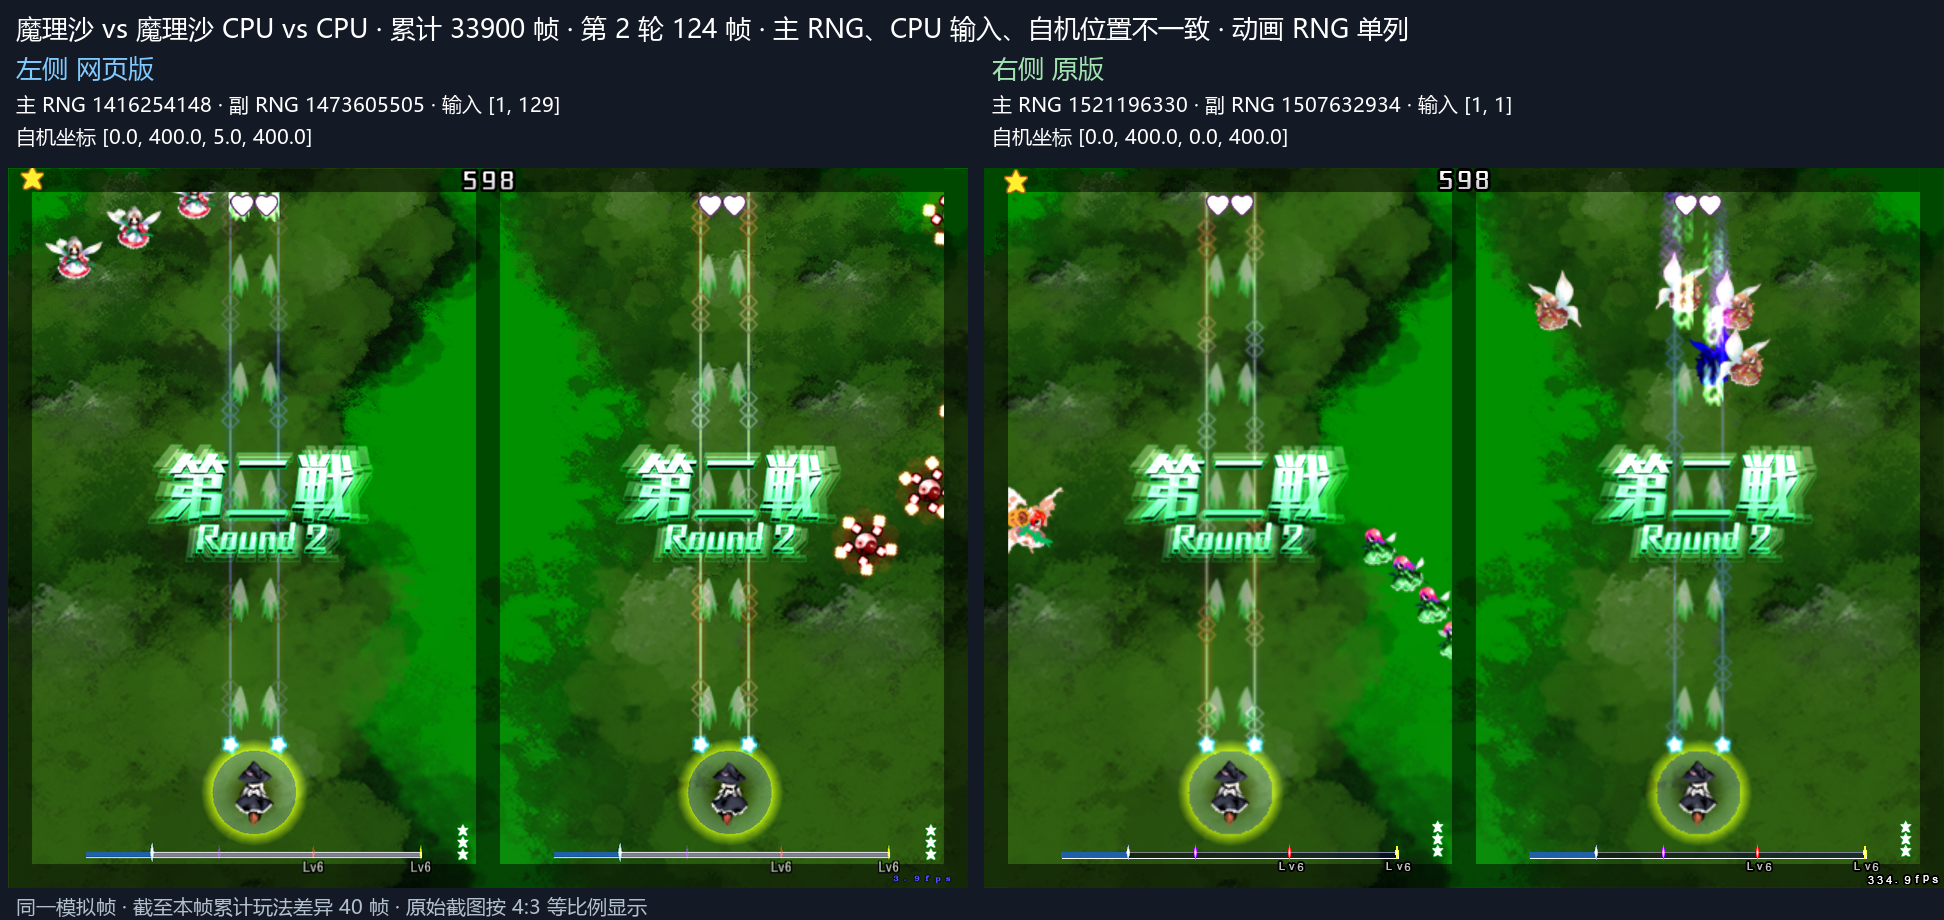 魔理沙 vs 魔理沙 CPU vs CPU · 累计 33900 帧 · 第 2 轮 124 帧 · 主 RNG、CPU 输入、自机位置不一致 · 动画 RNG 单列
左侧 网页版
主 RNG 1416254148 · 副 RNG 1473605505 · 输入 [1, 129]
自机坐标 [0.0, 400.0, 5.0, 400.0]
598
第二戦 第二戦
Round 2 Round 2
Lv6 Lv6 Lv6 Lv6
3.9fps
右侧 原版
主 RNG 1521196330 · 副 RNG 1507632934 · 输入 [1, 1]
自机坐标 [0.0, 400.0, 0.0, 400.0]
598
第二戦 第二戦
Round 2 Round 2
Lv6 Lv6 Lv6 Lv6
334.9fps
同一模拟帧 · 截至本帧累计玩法差异 40 帧 · 原始截图按 4:3 等比例显示